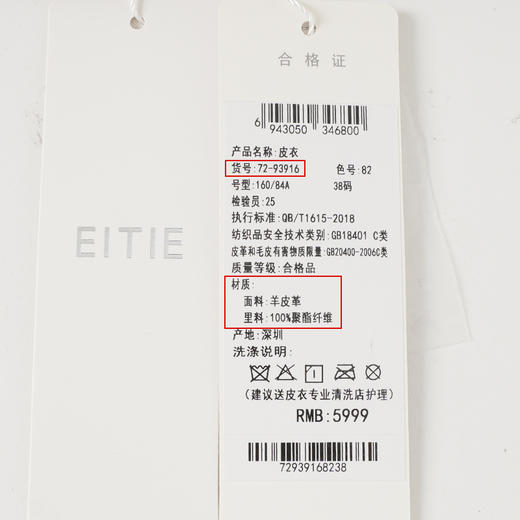 EITIE
合格证
6 943050 346800
产品名称:皮衣
货号:72-93916 色号:82
号型:160/84A 38码
检验员:25
执行标准:QB/T1615-2018
纺织品安全技术类别:GB18401 C类
皮革和毛皮有害物质限量:GB20400-2006C类
质量等级:合格品
材质:
面料:羊皮革
里料:100%聚酯纤维
产地:深圳
洗涤说明:
(建议送皮衣专业清洗店护理)
RMB:5999
72939168238